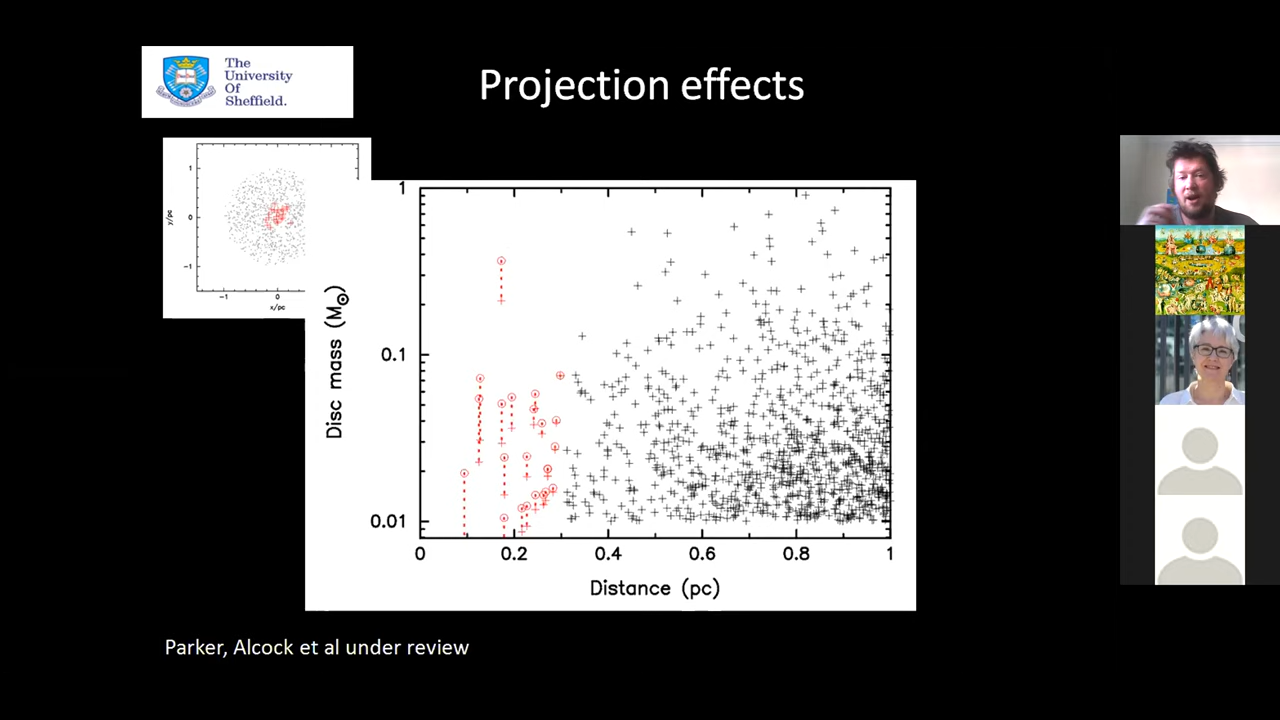 The
University
Of
Sheffield.
Projection effects
1
0
−1
y/pc
−1
0
x/pc
1
0.1
0.01
Disc mass (M⊙)
0
0.2
0.4
0.6
0.8
1
Distance (pc)
Parker, Alcock et al under review